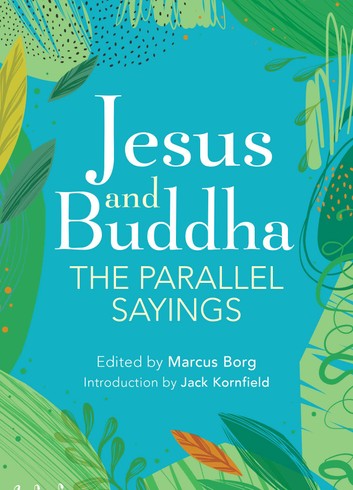 Jesus
and
Buddha
THE PARALLEL
SAYINGS
Edited by Marcus Borg
Introduction by Jack Kornfield